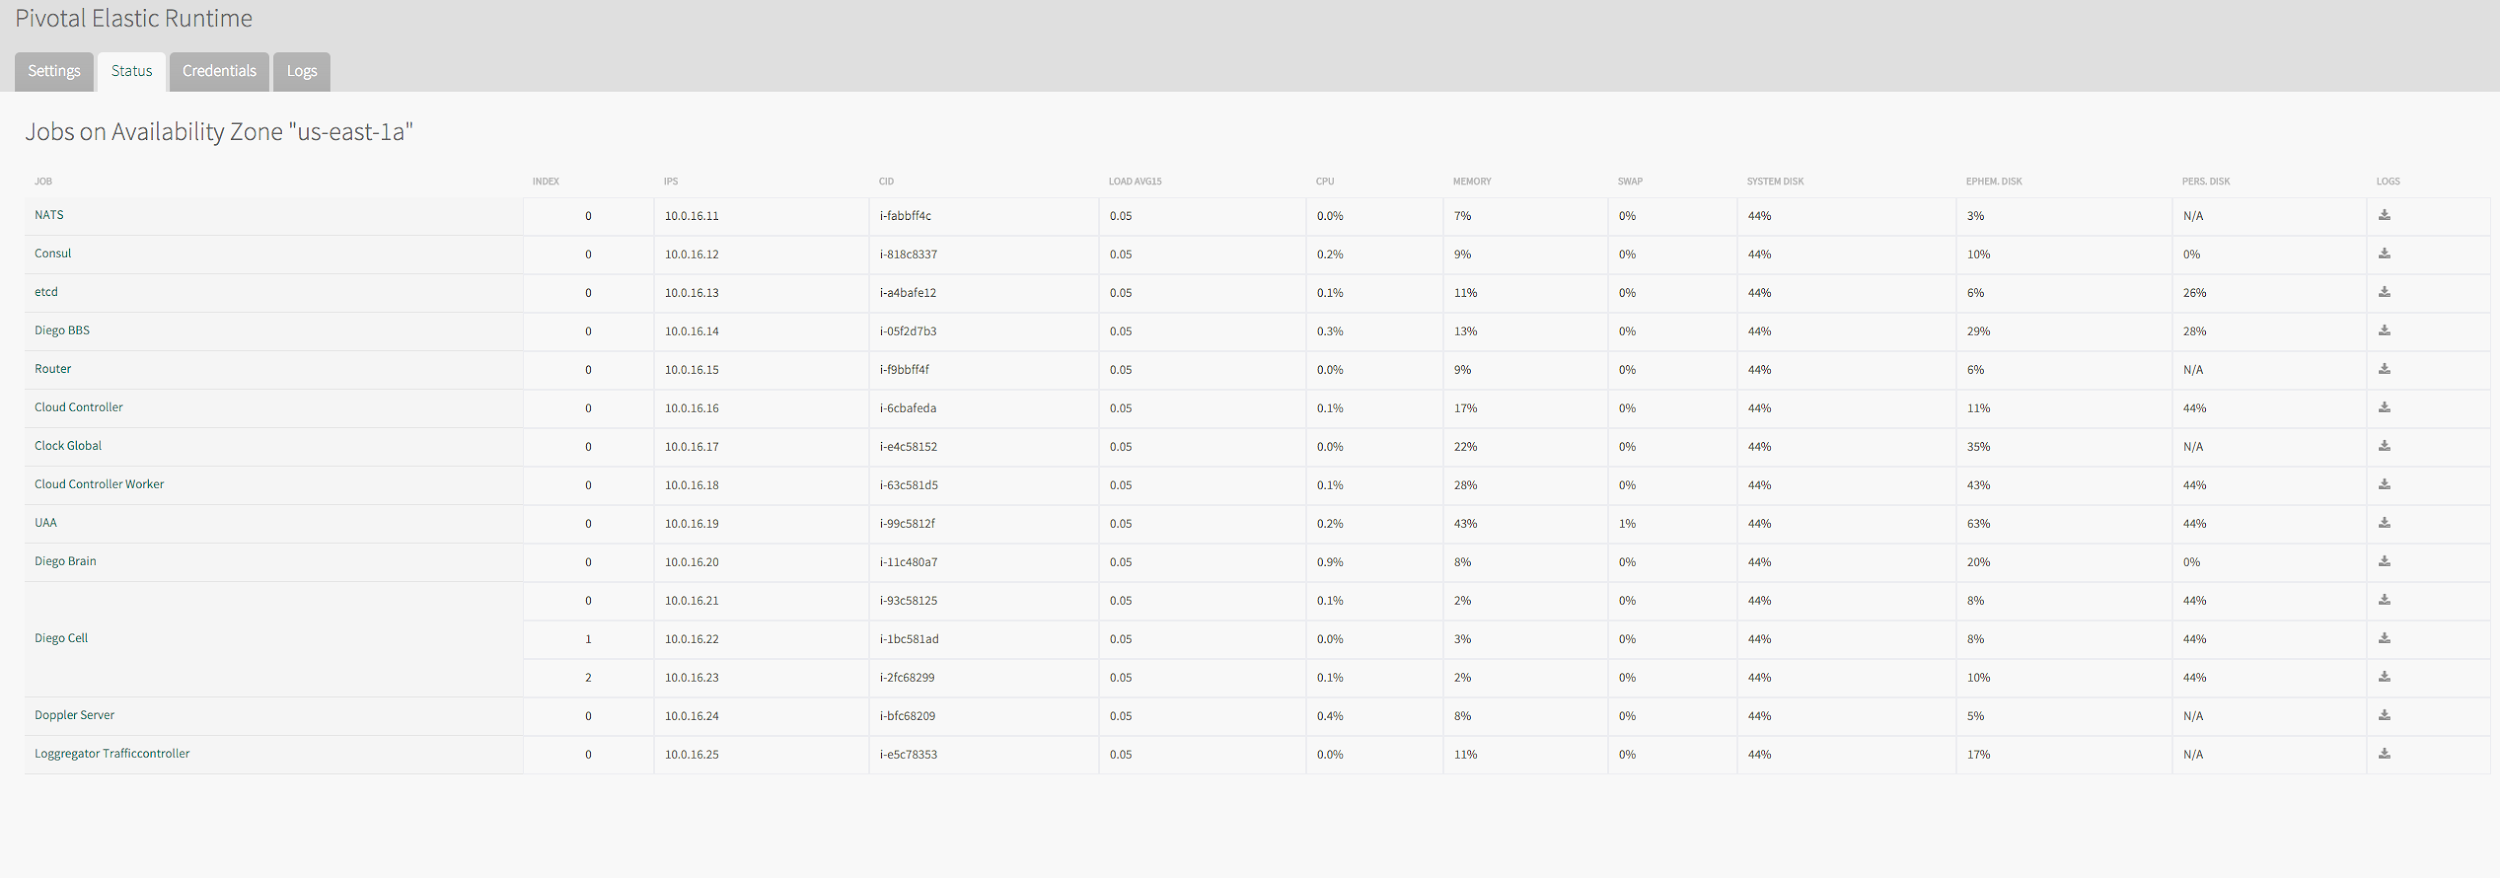 Pivotal Elastic Runtime
Settings Status Credentials Logs
Jobs on Availability Zone "us-east-1a"
JOB INDEX IPS CID LOAD AVG15 CPU MEMORY SWAP SYSTEM DISK EPHEM. DISK PERS. DISK LOGS
NATS 0 10.0.16.11 i-fabbff4c 0.05 0.0% 7% 0% 44% 3% N/A
Consul 0 10.0.16.12 i-818c8337 0.05 0.2% 9% 0% 44% 10% 0%
etcd 0 10.0.16.13 i-a4bafe12 0.05 0.1% 11% 0% 44% 6% 26%
Diego BBS 0 10.0.16.14 i-05f2d7b3 0.05 0.3% 13% 0% 44% 29% 28%
Router 0 10.0.16.15 i-f9bbff4f 0.05 0.0% 9% 0% 44% 6% N/A
Cloud Controller 0 10.0.16.16 i-6cbafeda 0.05 0.1% 17% 0% 44% 11% 44%
Clock Global 0 10.0.16.17 i-e4c58152 0.05 0.0% 22% 0% 44% 35% N/A
Cloud Controller Worker 0 10.0.16.18 i-63c581d5 0.05 0.1% 28% 0% 44% 43% 44%
UAA 0 10.0.16.19 i-99c5812f 0.05 0.2% 43% 1% 44% 63% 44%
Diego Brain 0 10.0.16.20 i-11c480a7 0.05 0.9% 8% 0% 44% 20% 0%
0 10.0.16.21 i-93c58125 0.05 0.1% 2% 0% 44% 8% 44%
Diego Cell 1 10.0.16.22 i-1bc581ad 0.05 0.0% 3% 0% 44% 8% 44%
2 10.0.16.23 i-2fc68299 0.05 0.1% 2% 0% 44% 10% 44%
Doppler Server 0 10.0.16.24 i-bfc68209 0.05 0.4% 8% 0% 44% 5% N/A
Loggregator Trafficcontroller 0 10.0.16.25 i-e5c78353 0.05 0.0% 11% 0% 44% 17% N/A